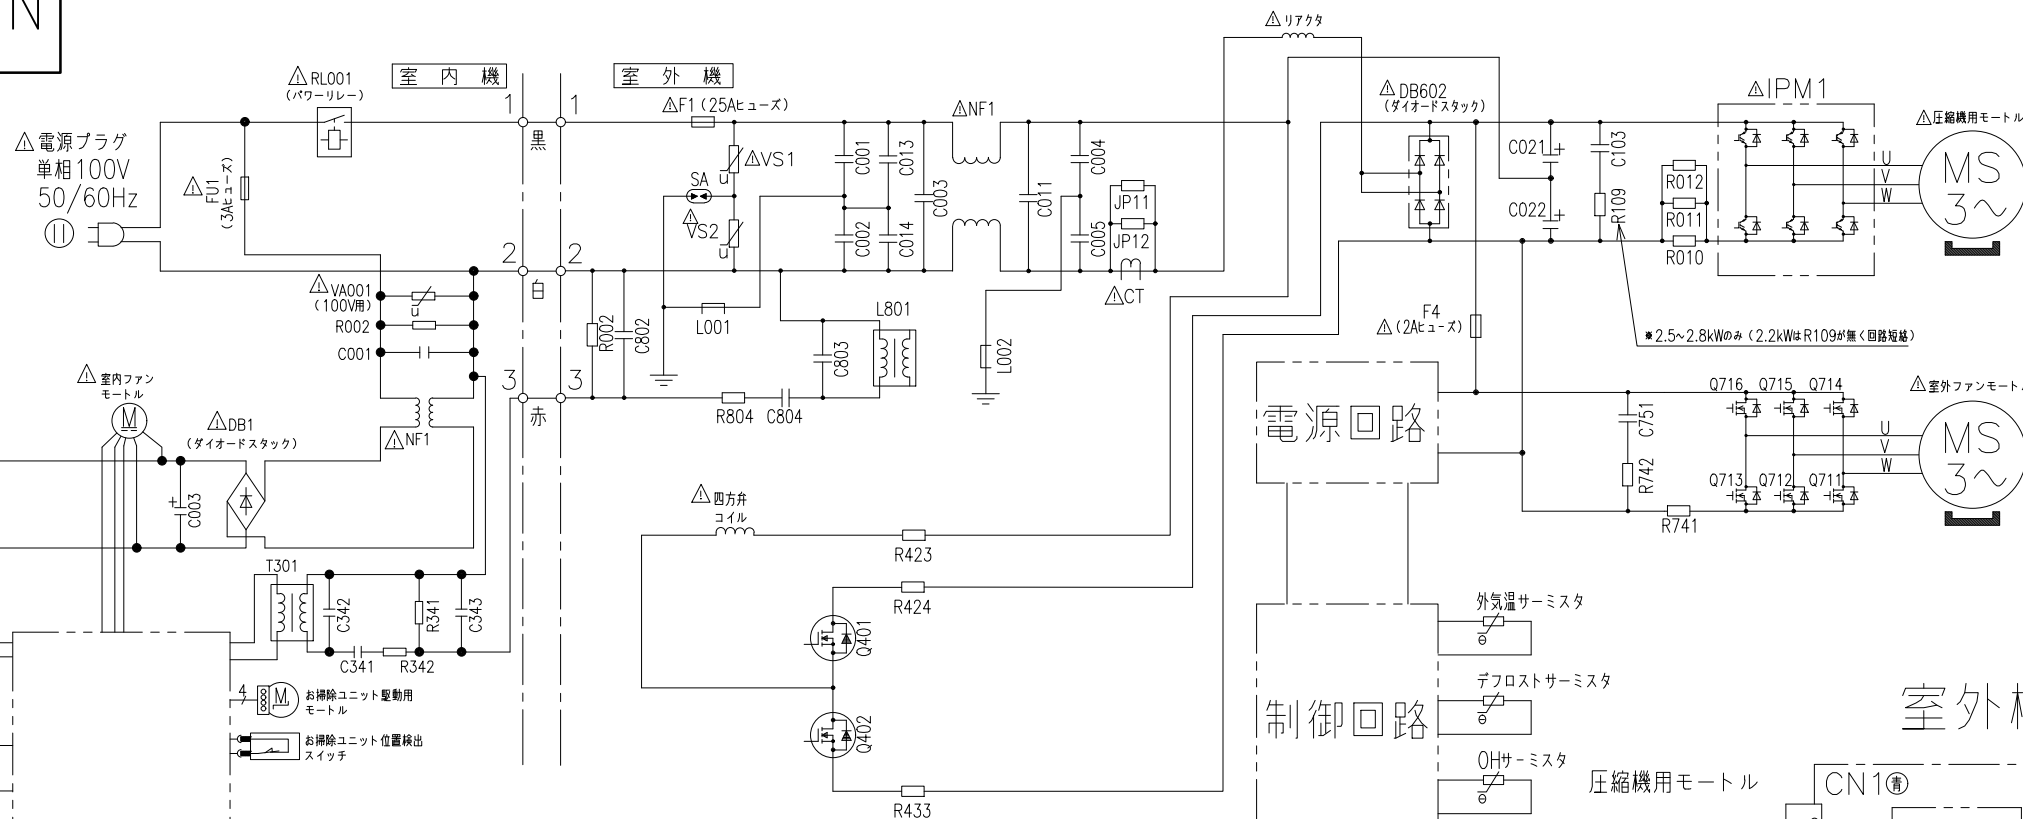 N
⚠リアクタ
⚠RL001
(パワーリレー)
室 内 機
室 外 機
⚠F1(25Aヒューズ)
⚠NF1
⚠DB602
(ダイオードスタック)
⚠IPM1
⚠圧縮機用モートル
⚠電源プラグ
単相100V
50/60Hz
⚠FU1
(3Aヒューズ)
1
1
黒
2
2
白
3
3
赤
SA
⚠VS1
u
⚠VS2
u
C001
C013
C002
C014
C003
C011
C004
C005
JP11
JP12
⚠CT
C021
+
C022
+
C103
R109
R012
R011
R010
U
V
W
MS
3~
⚠VA001
(100V用)
u
R002
C001
⚠NF1
R002
C802
L001
C803
L801
R804
C804
L002
F4
⚠(2Aヒューズ)
※2.5~2.8kWのみ(2.2kWはR109が無く回路短絡)
⚠室内ファン
モートル
M
⚠DB1
(ダイオードスタック)
+
C003
電源回路
C751
R742
R741
Q716
Q715
Q714
Q713
Q712
Q711
U
V
W
⚠室外ファンモートル
MS
3~
⚠四方弁
コイル
R423
R424
Q401
Q402
R433
T301
C342
R341
C343
C341
R342
4
M
お掃除ユニット駆動用
モートル
お掃除ユニット位置検出
スイッチ
制御回路
外気温サーミスタ
θ
デフロストサーミスタ
θ
OHサーミスタ
θ
室外
圧縮機用モートル
CN1青